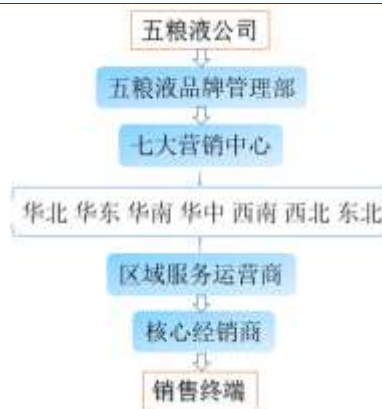 五粮液公司
五粮液品牌管理部
七大营销中心
华北 华东 华南 华中 西南 西北 东北
区域服务运营商
核心经销商
销售终端